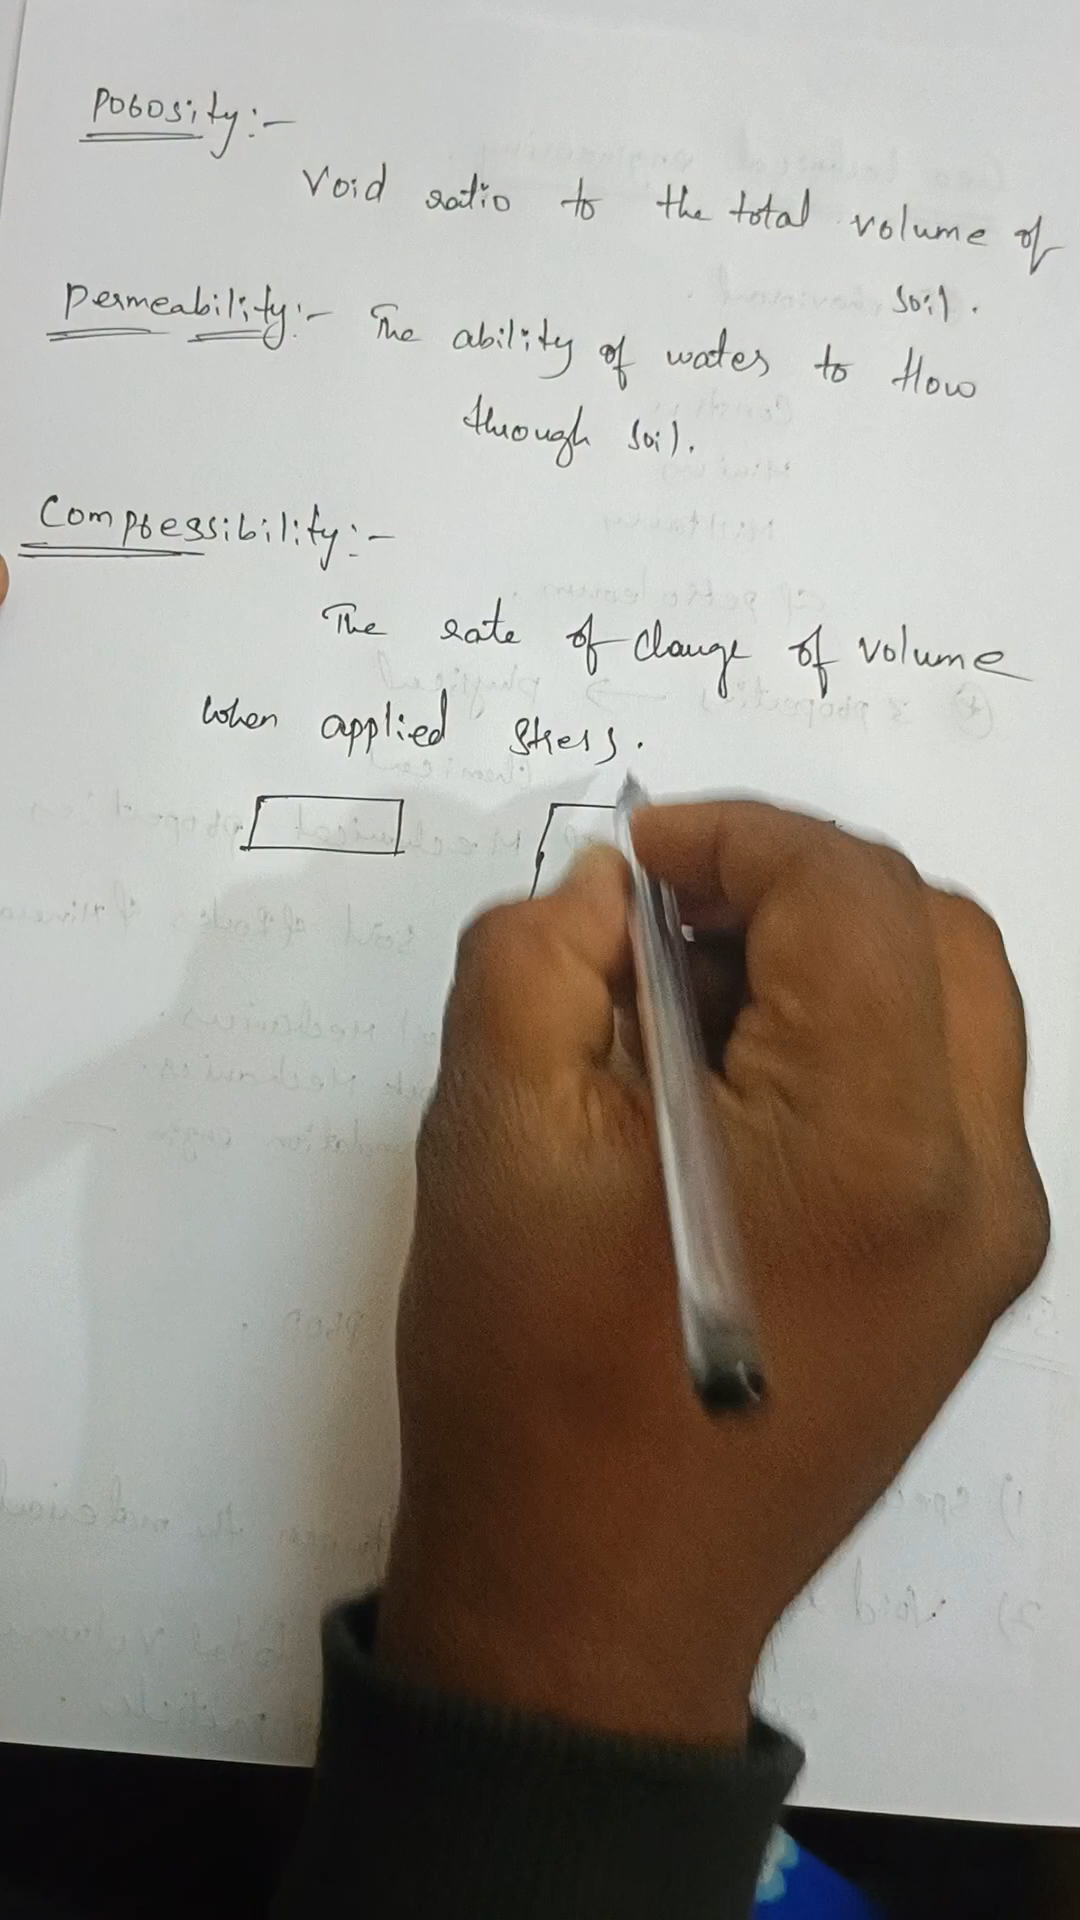 Porosity:-
Void ratio to the total volume of
soil.
Permeability:- The ability of water to flow
through soil.
Compressibility:-
The rate of change of volume
when applied stress.